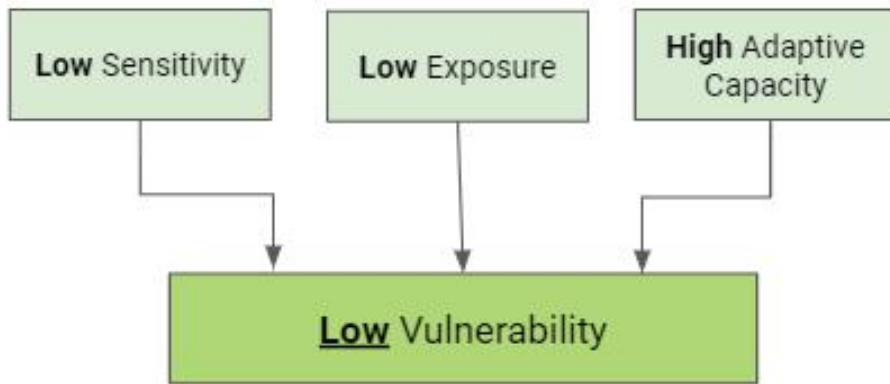 Low Sensitivity
Low Exposure
High Adaptive
Capacity
Low Vulnerability